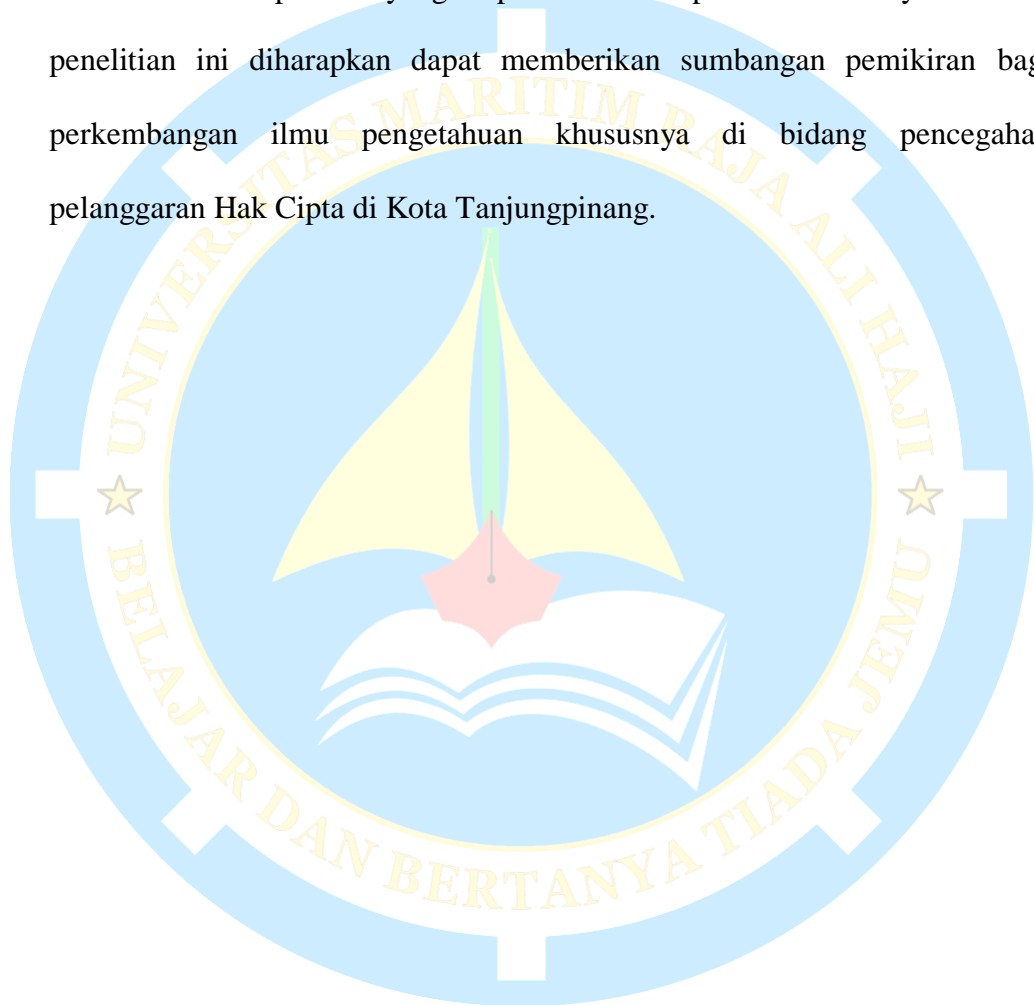 penelitian ini diharapkan dapat memberikan sumbangan pemikiran bag
perkembangan ilmu pengetahuan khususnya di bidang pencegaha
pelanggaran Hak Cipta di Kota Tanjungpinang.
UNIVERSITAS MARITIM RAJA ALI HAJI
BELAJAR DAN BERTANYA TIADA JEMU